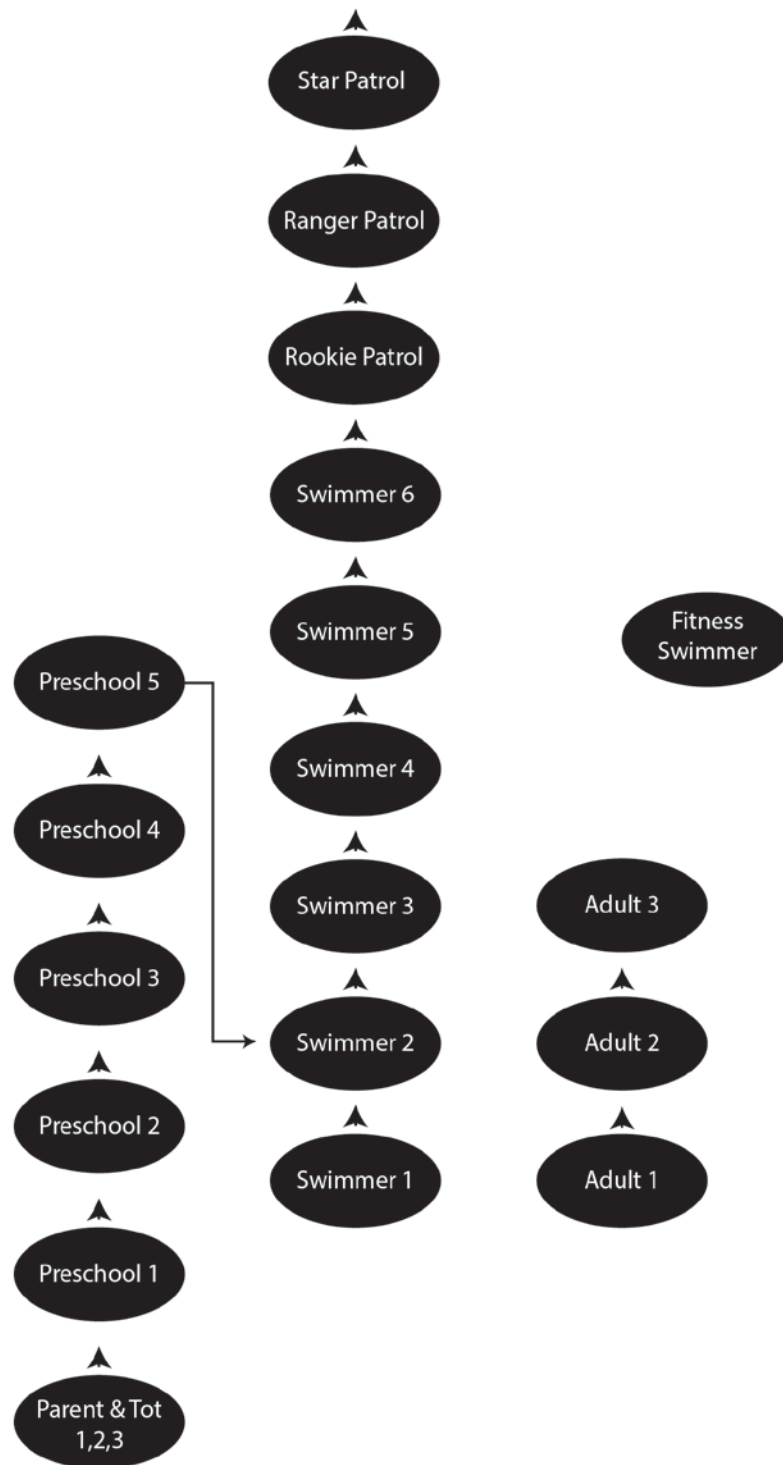 Star Patrol
Ranger Patrol
Rookie Patrol
Swimmer 6
Swimmer 5
Fitness
Swimmer
Preschool 5
Swimmer 4
Preschool 4
Swimmer 3
Adult 3
Preschool 3
Swimmer 2
Adult 2
Preschool 2
Swimmer 1
Adult 1
Preschool 1
Parent & Tot
1,2,3